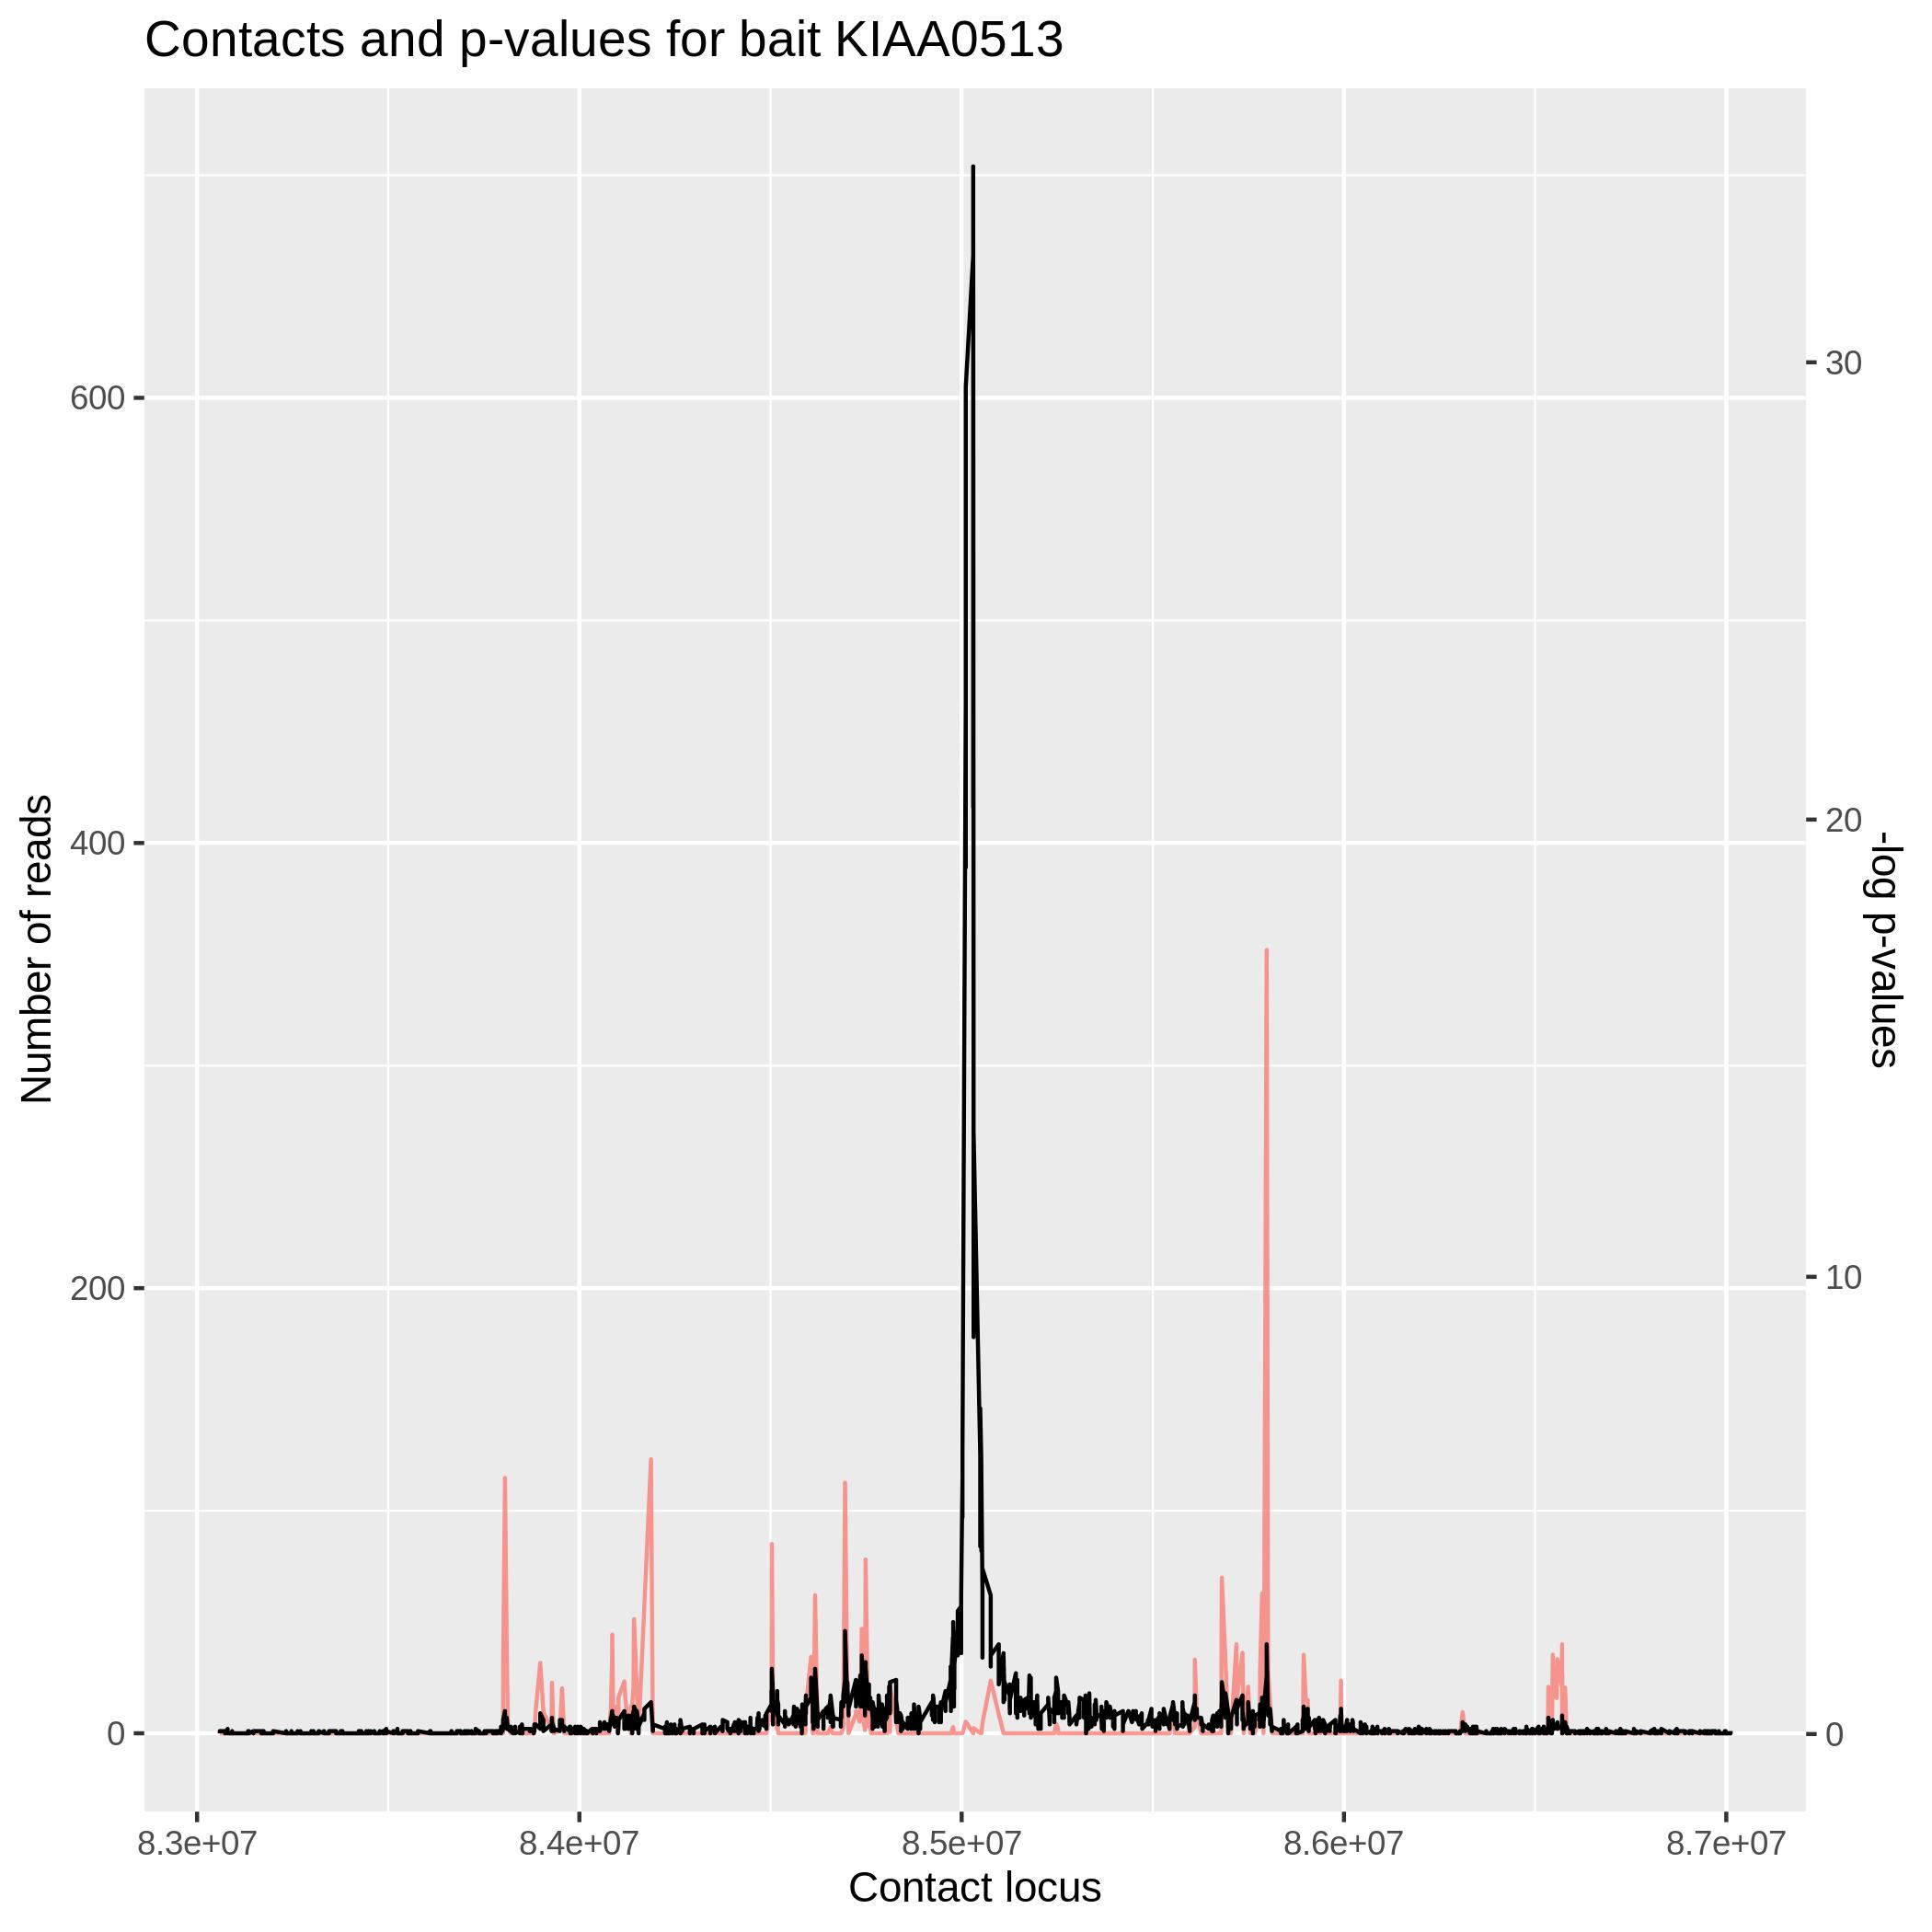 Contacts and p-values for bait KIAA0513
Number of reads
600
400
200
0
30
20
10
0
-log p-values
8.3e+07 8.4e+07 8.5e+07 8.6e+07 8.7e+07
Contact locus